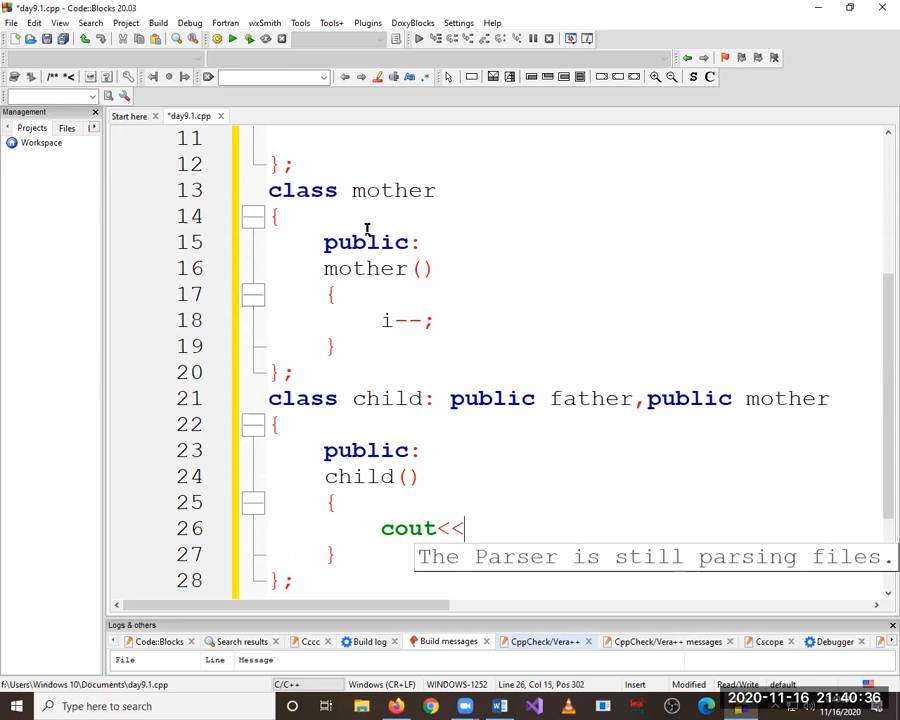 *day9.1.cpp - Code::Blocks 20.03
File Edit View Search Project Build Debug Fortran wxSmith Tools Tools+ Plugins DoxyBlocks Settings Help
/** *< Aa .* S C
Management
Start here *day9.1.cpp
Projects Files
Workspace
11
12 };
13 class mother
14 {
15 public:
16 mother()
17 {
18 i--;
19 }
20 };
21 class child: public father,public mother
22 {
23 public:
24 child()
25 {
26 cout<<
27 }
The Parser is still parsing files.
28 };
Logs & others
Code::Blocks Search results Cccc Build log Build messages CppCheck/Vera++ CppCheck/Vera++ messages Cscope Debugger
File Line Message
f:\Users\Windows 10\Documents\day9.1.cpp C/C++ Windows (CR+LF) WINDOWS-1252 Line 26, Col 15, Pos 302 Insert Modified Read/Write default
Type here to search
2020-11-16 21:40:36
11/16/2020